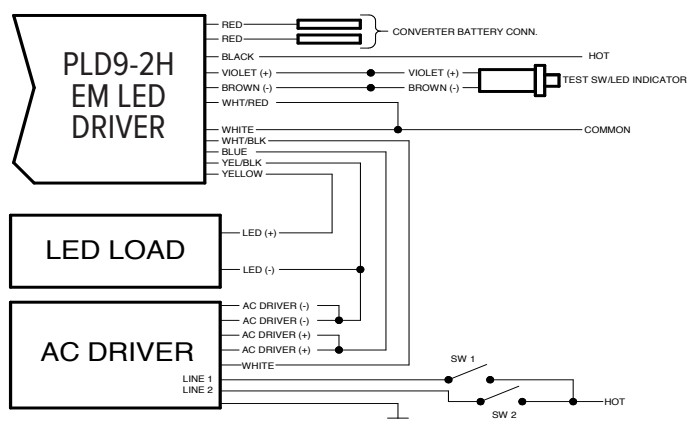 RED
RED
CONVERTER BATTERY CONN.
BLACK
HOT
PLD9-2H
EM LED
DRIVER
VIOLET (+)
VIOLET (+)
BROWN (-)
BROWN (-)
TEST SW/LED INDICATOR
WHT/RED
WHITE
COMMON
WHT/BLK
BLUE
YEL/BLK
YELLOW
LED LOAD
LED (+)
LED (-)
AC DRIVER
AC DRIVER (-)
AC DRIVER (-)
AC DRIVER (+)
AC DRIVER (+)
WHITE
LINE 1
LINE 2
SW 1
HOT
SW 2